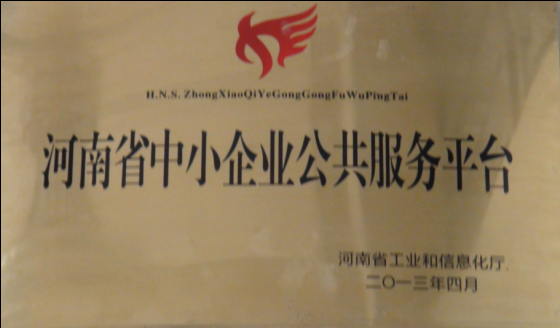 H.N.S. ZhongXiaoQiYeGongGongFuWuPingTai
河南省中小企业公共服务平台
河南省工业和信息化厅.
二〇一三年四月